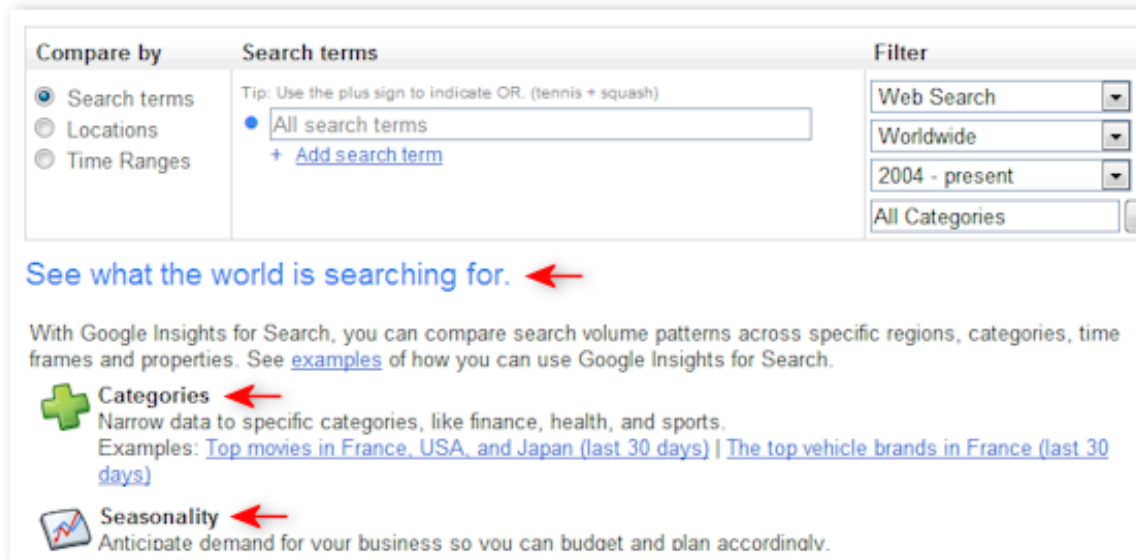 Compare by
Search terms
Filter
Search terms
Locations
Time Ranges
Tip: Use the plus sign to indicate OR. (tennis + squash)
All search terms
+ Add search term
Web Search
Worldwide
2004 - present
All Categories
See what the world is searching for.
With Google Insights for Search, you can compare search volume patterns across specific regions, categories, time
frames and properties. See examples of how you can use Google Insights for Search.
Categories
Narrow data to specific categories, like finance, health, and sports.
Examples: Top movies in France, USA, and Japan (last 30 days) | The top vehicle brands in France (last 30
days)
Seasonality
Anticipate demand for your business so you can budget and plan accordingly.